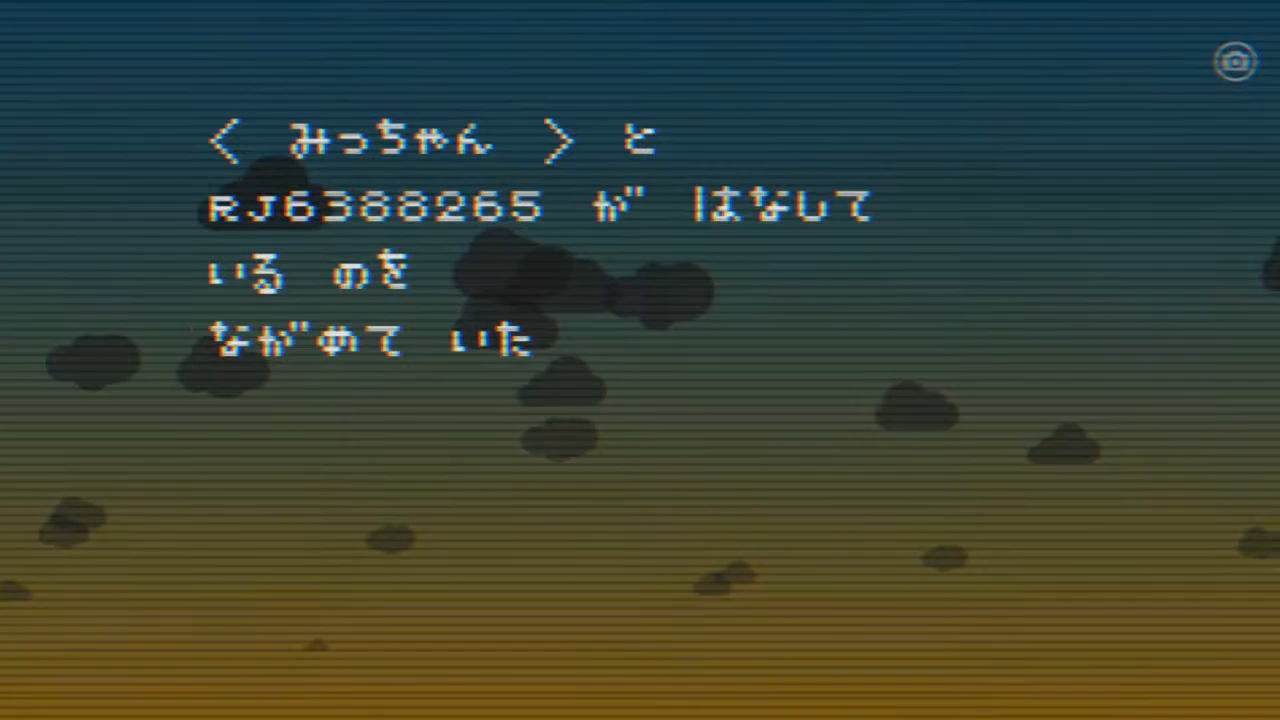 〈 みっちゃん 〉 と
RJ6388265 が はなして
いる のを
ながめて いた